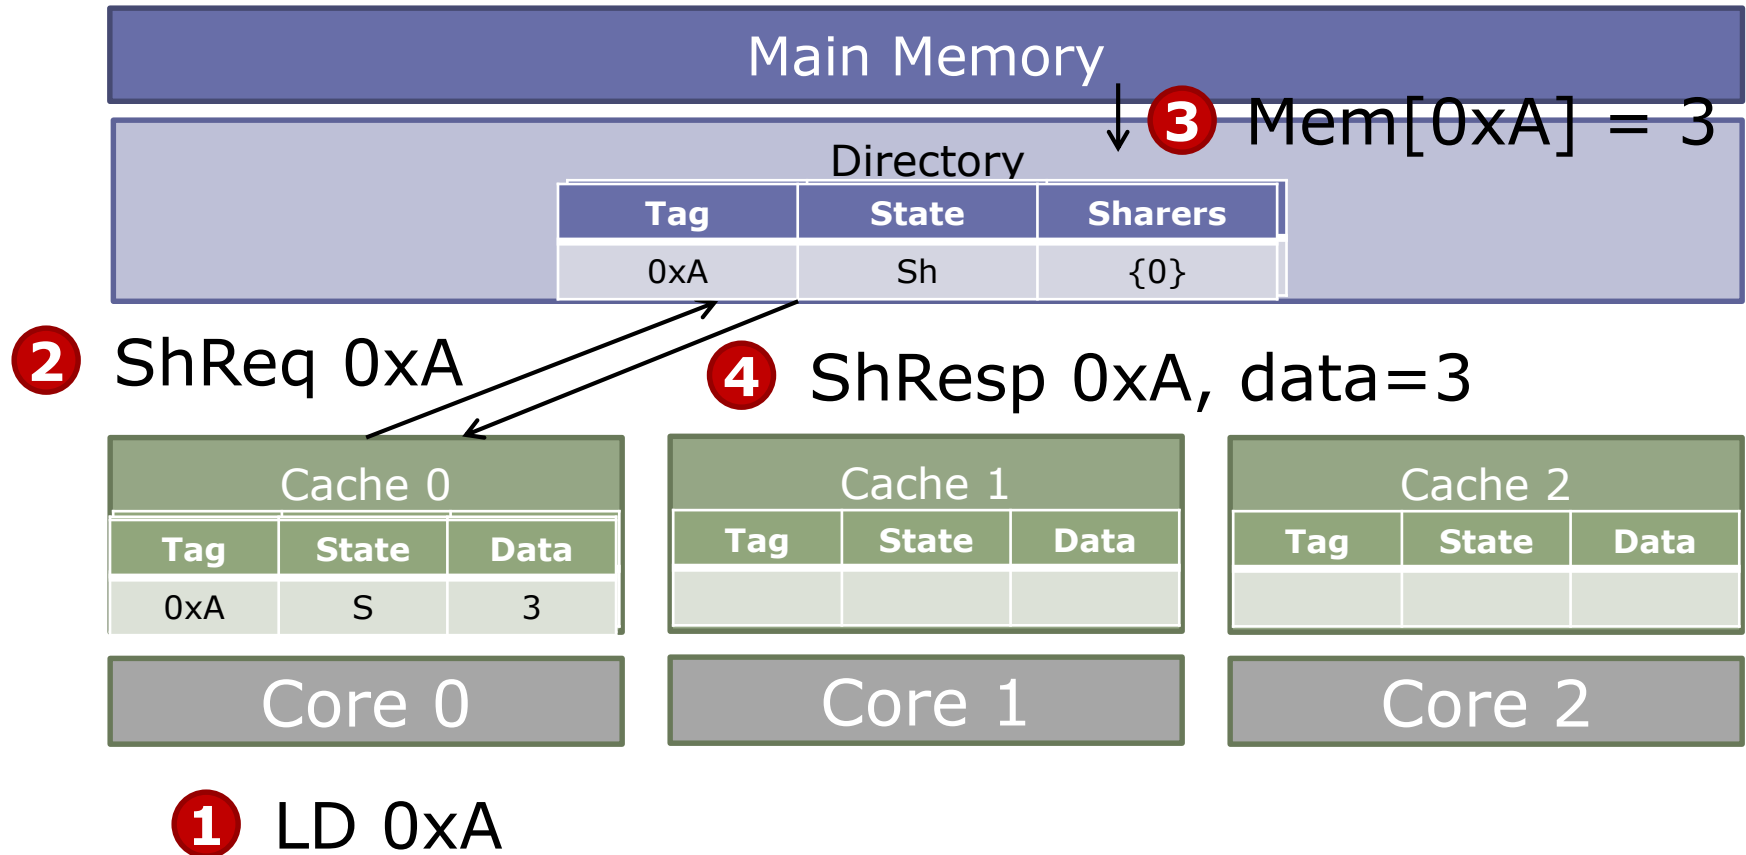 Main Memory
3 Mem[0xA] = 3
Directory
Tag State Sharers
0xA Sh {0}
2 ShReq 0xA
4 ShResp 0xA, data=3
Cache 0
Tag State Data
0xA S 3
Cache 1
Tag State Data
Cache 2
Tag State Data
Core 0
Core 1
Core 2
1 LD 0xA